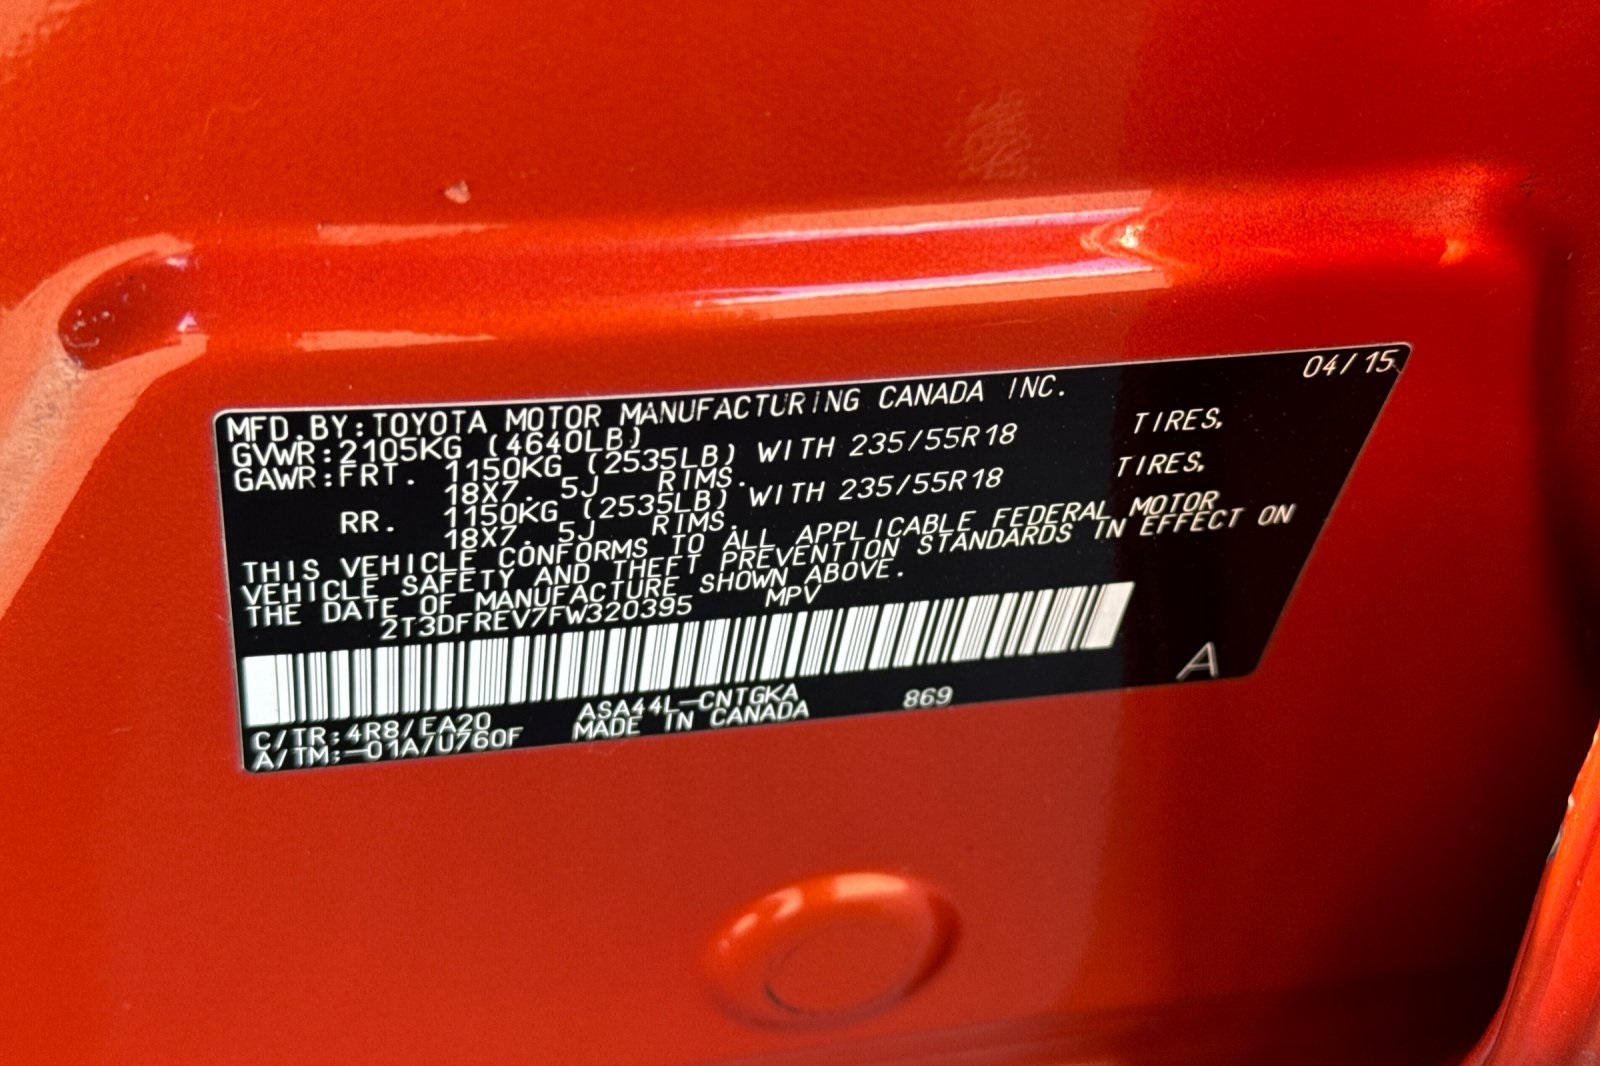 04/15
MFD.BY:TOYOTA MOTOR MANUFACTURING CANADA INC.
GVWR:2105KG (4640LB)
GAWR:FRT. 1150KG (2535LB) WITH 235/55R18 TIRES,
18X7.5J RIMS.
RR. 1150KG (2535LB) WITH 235/55R18 TIRES,
18X7.5J RIMS.
THIS VEHICLE CONFORMS TO ALL APPLICABLE FEDERAL MOTOR
VEHICLE SAFETY AND THEFT PREVENTION STANDARDS IN EFFECT ON
THE DATE OF MANUFACTURE SHOWN ABOVE.
2T3DFREV7FW320395 MPV
A
C/TR:4R8/EA20 ASA44L-CNTGKA 869
A/TM:-01A/U760F MADE IN CANADA